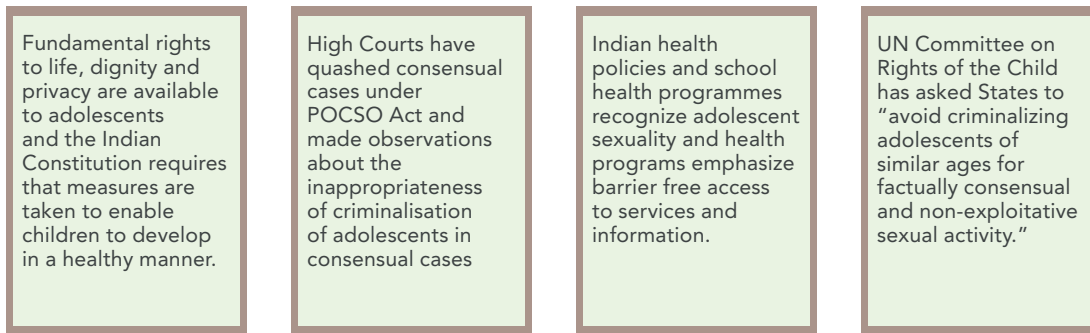 Fundamental rights
to life, dignity and
privacy are available
to adolescents
and the Indian
Constitution requires
that measures are
taken to enable
children to develop
in a healthy manner.
High Courts have
quashed consensual
cases under
POCSO Act and
made observations
about the
inappropriateness
of criminalisation
of adolescents in
consensual cases
Indian health
policies and school
health programmes
recognize adolescent
sexuality and health
programs emphasize
barrier free access
to services and
information.
UN Committee on
Rights of the Child
has asked States to
“avoid criminalizing
adolescents of
similar ages for
factually consensual
and non-exploitative
sexual activity.”